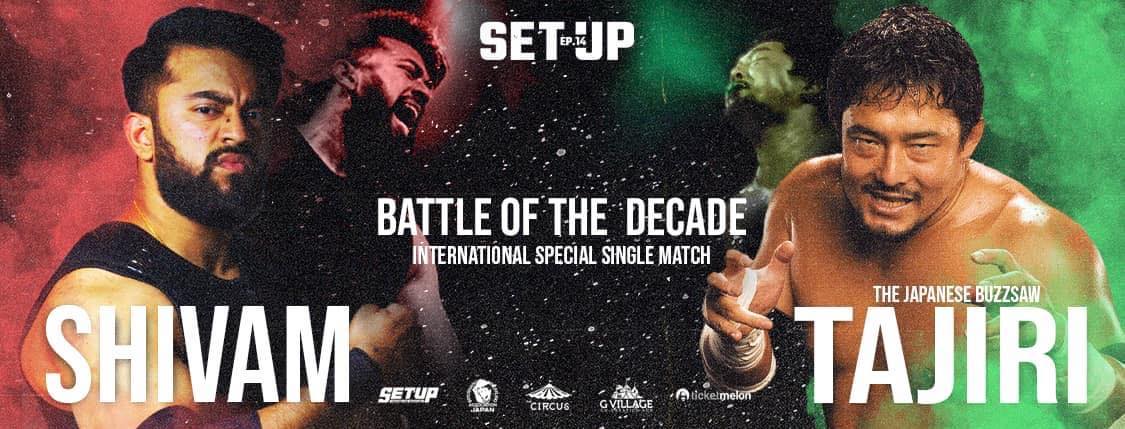 SET UP
EP.14
BATTLE OF THE DECADE
INTERNATIONAL SPECIAL SINGLE MATCH
SHIVAM
THE JAPANESE BUZZSAW
TAJIRI
SETUP
JAPAN
CIRCUS
G VILLAGE
ticketmelon